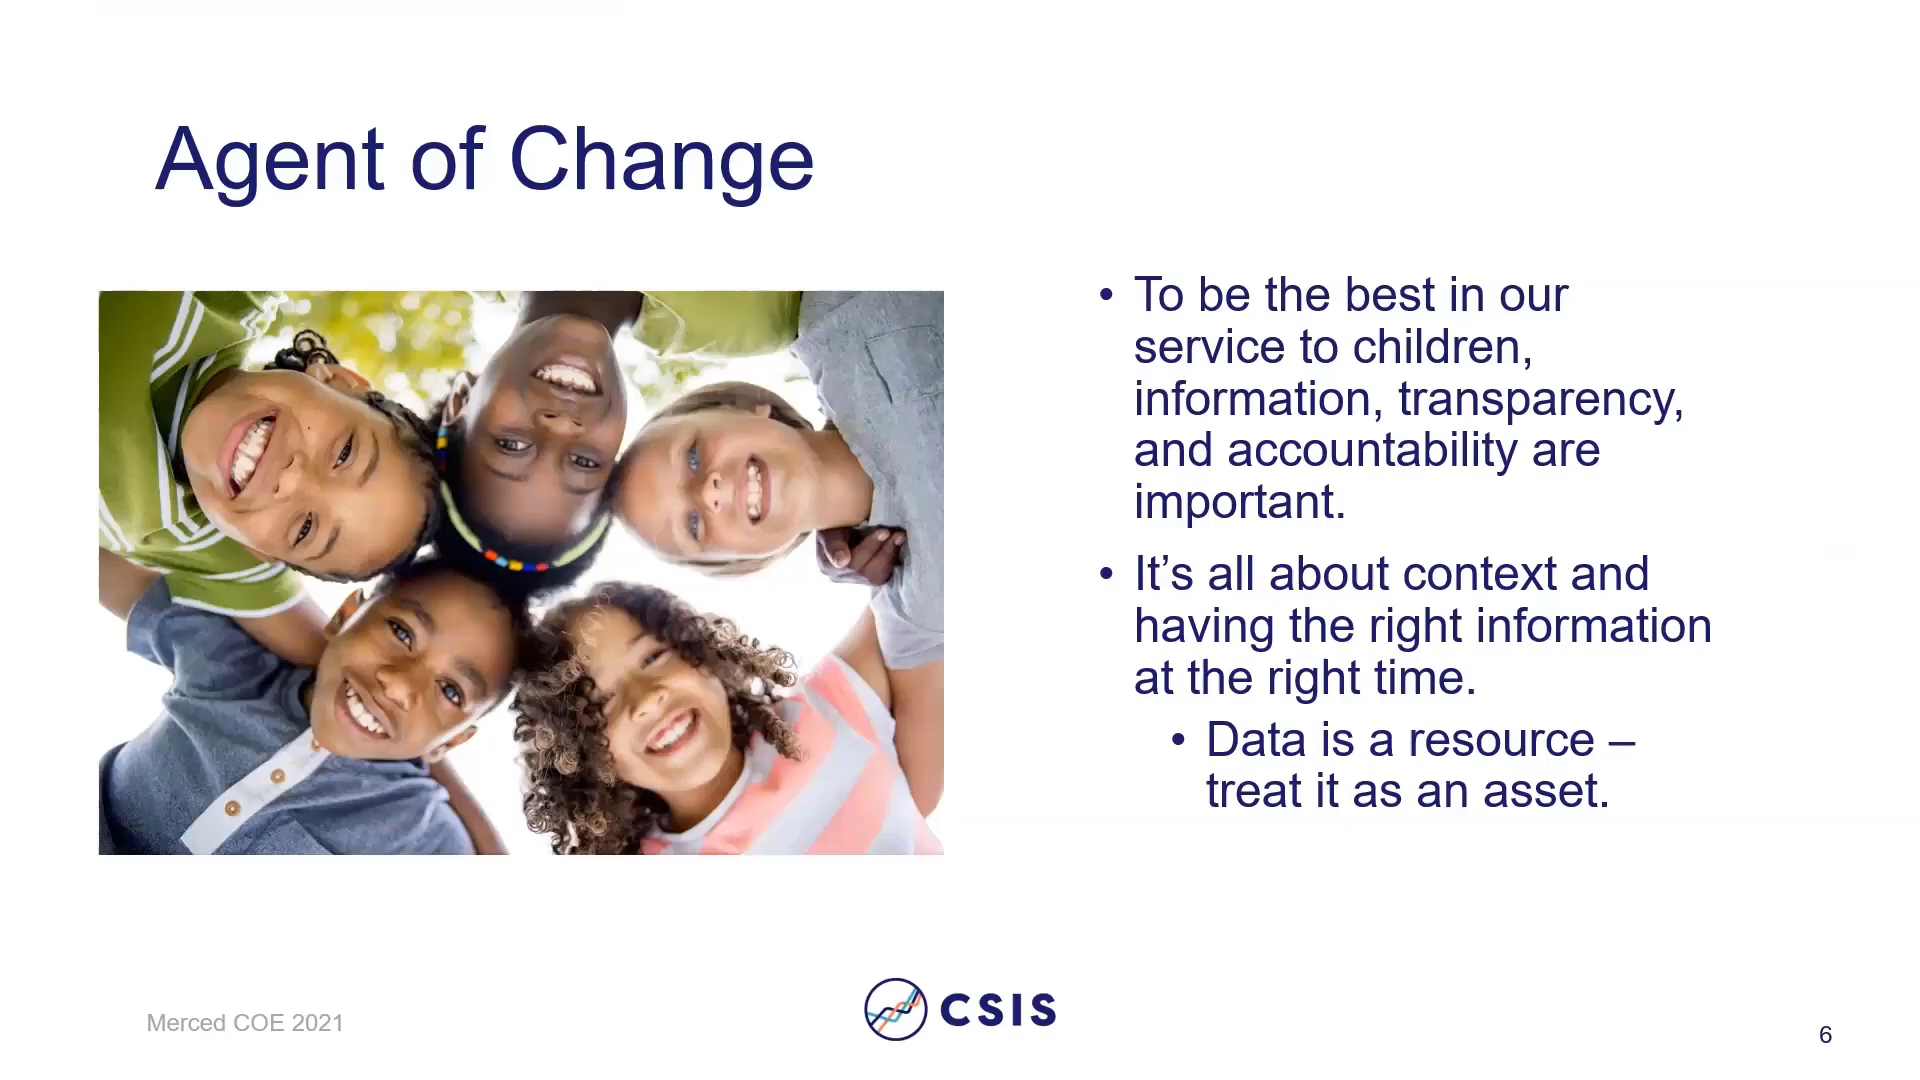 Agent of Change
• To be the best in our
service to children,
information, transparency,
and accountability are
important.
• It’s all about context and
having the right information
at the right time.
• Data is a resource –
treat it as an asset.
Merced COE 2021
CSIS
6